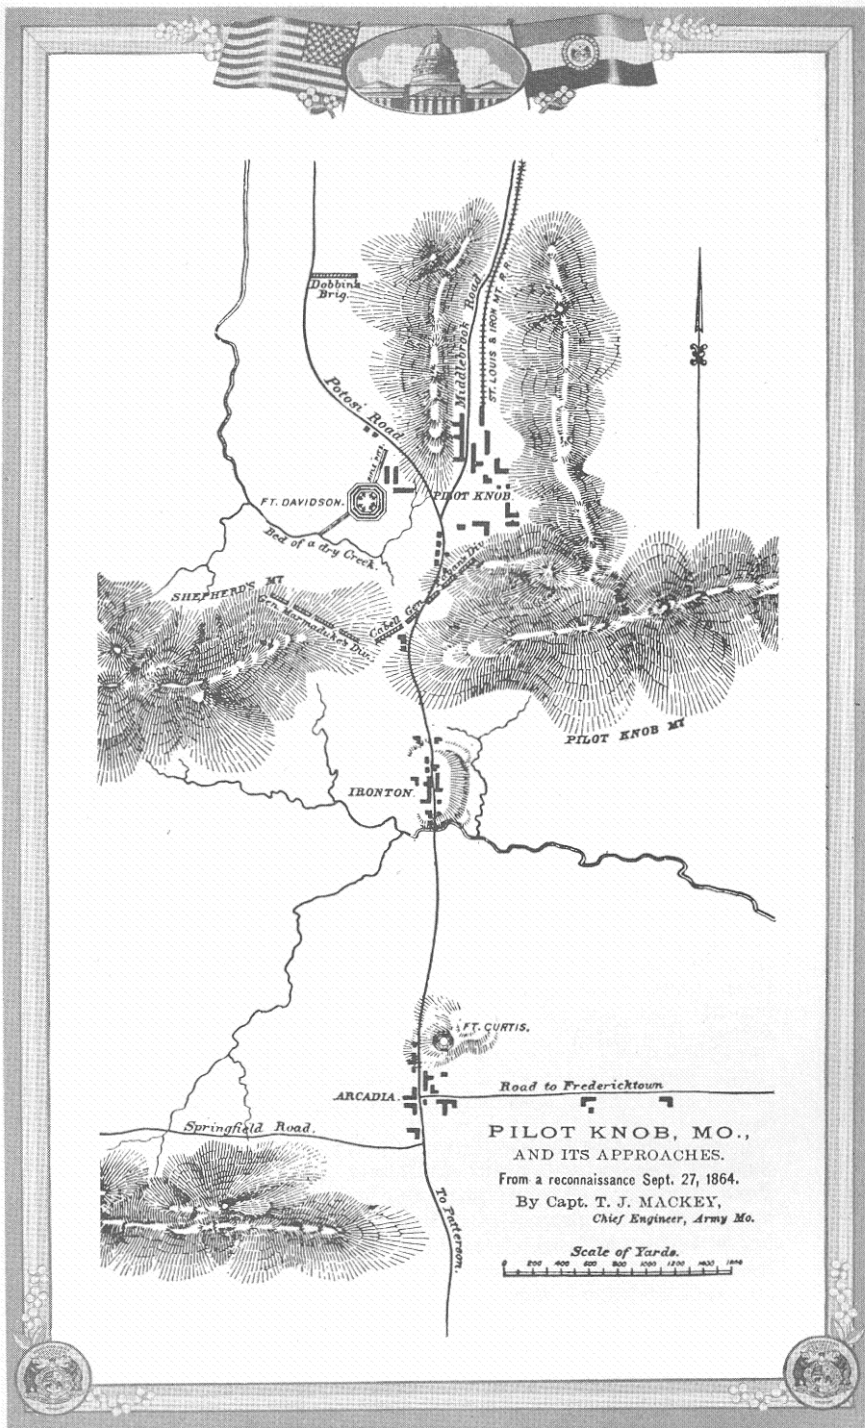 Dobbins
Brig.
Potosi Road.
Middlebrook Road
ST. LOUIS & IRON MT. R.R.
FT. DAVIDSON.
PILOT KNOB.
Bed of a dry Creek.
SHEPHERD'S MT
Gen. Marmaduke's Div.
Cabell
Gen. Fagan's Div.
PILOT KNOB MT
IRONTON.
FT. CURTIS.
ARCADIA.
Road to Fredericktown
Springfield Road.
To Patterson.
PILOT KNOB, MO.,
AND ITS APPROACHES.
From a reconnaissance Sept. 27, 1864.
By Capt. T. J. MACKEY,
Chief Engineer, Army Mo.
Scale of Yards.
0 200 400 600 800 1000 1200 1400 1600